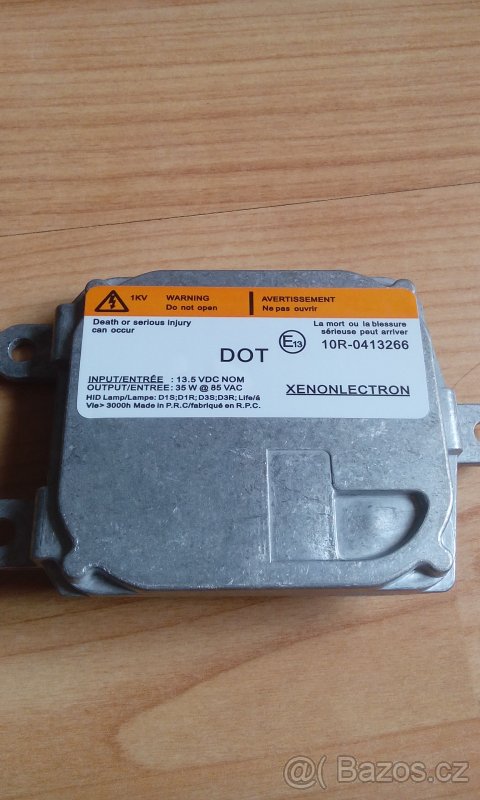 1KV WARNING AVERTISSEMENT
Do not open Ne pas ouvrir
Death or serious injury
can occur
La mort ou la blessure
sérieuse peut arriver
DOT E13 10R-0413266
INPUT/ENTRÉE : 13.5 VDC NOM
OUTPUT/ENTREE: 35 W @ 85 VAC
XENONLECTRON
HID Lamp/Lampe: D1S;D1R;D3S;D3R; Life/á
Vie> 3000h Made in P.R.C/fabriqué en R.P.C.
Bazoš.cz